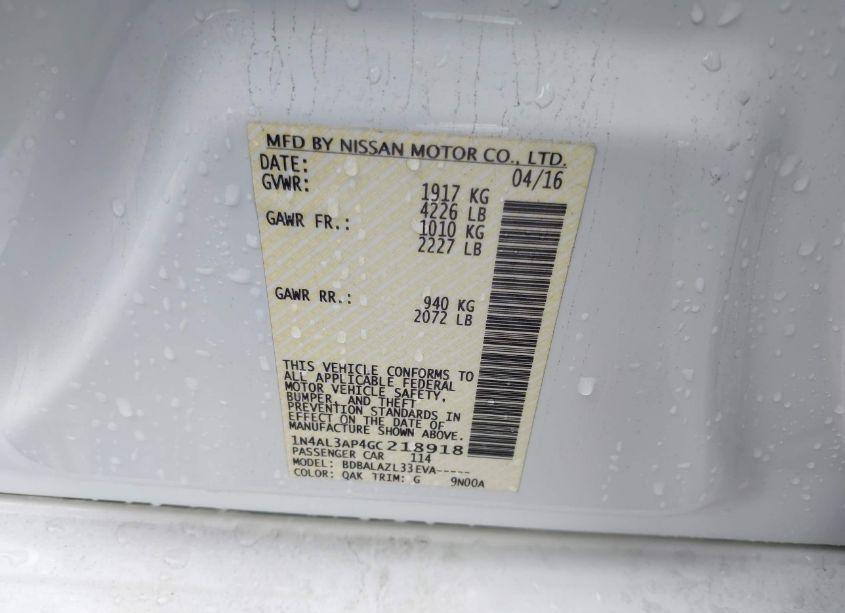 MFD BY NISSAN MOTOR CO., LTD.
DATE: 04/16
GVWR: 1917 KG
4226 LB
GAWR FR.: 1010 KG
2227 LB
GAWR RR.: 940 KG
2072 LB
THIS VEHICLE CONFORMS TO
ALL APPLICABLE FEDERAL
MOTOR VEHICLE SAFETY,
BUMPER, AND THEFT
PREVENTION STANDARDS IN
EFFECT ON THE DATE OF
MANUFACTURE SHOWN ABOVE.
1N4AL3AP4GC218918
PASSENGER CAR 114
MODEL: BDBALAZL33EVA-----
COLOR: QAK TRIM: G 9N00A